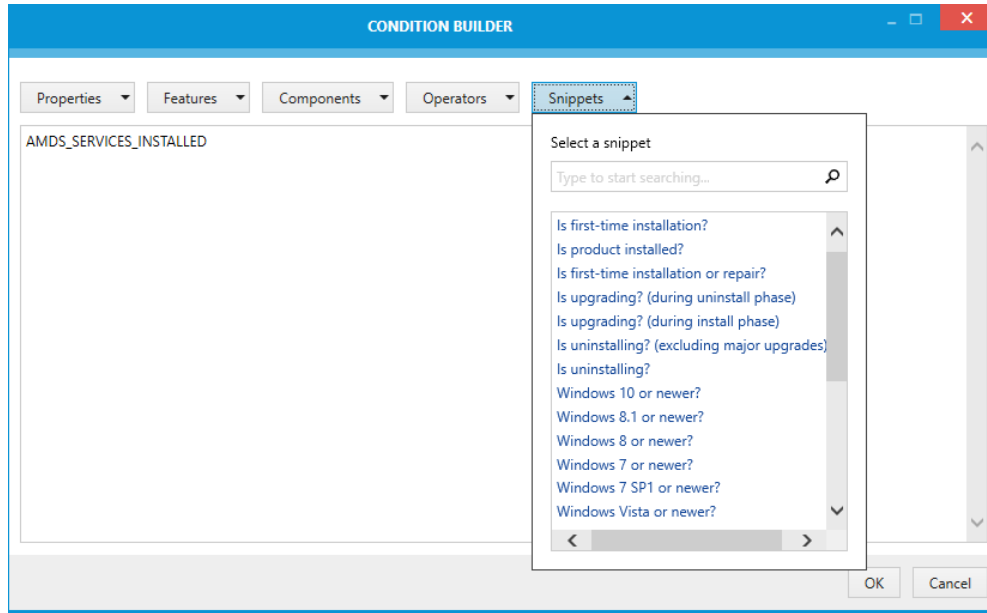 CONDITION BUILDER
Properties Features Components Operators Snippets
AMDS_SERVICES_INSTALLED
Select a snippet
Type to start searching...
Is first-time installation?
Is product installed?
Is first-time installation or repair?
Is upgrading? (during uninstall phase)
Is upgrading? (during install phase)
Is uninstalling? (excluding major upgrades)
Is uninstalling?
Windows 10 or newer?
Windows 8.1 or newer?
Windows 8 or newer?
Windows 7 or newer?
Windows 7 SP1 or newer?
Windows Vista or newer?
OK Cancel